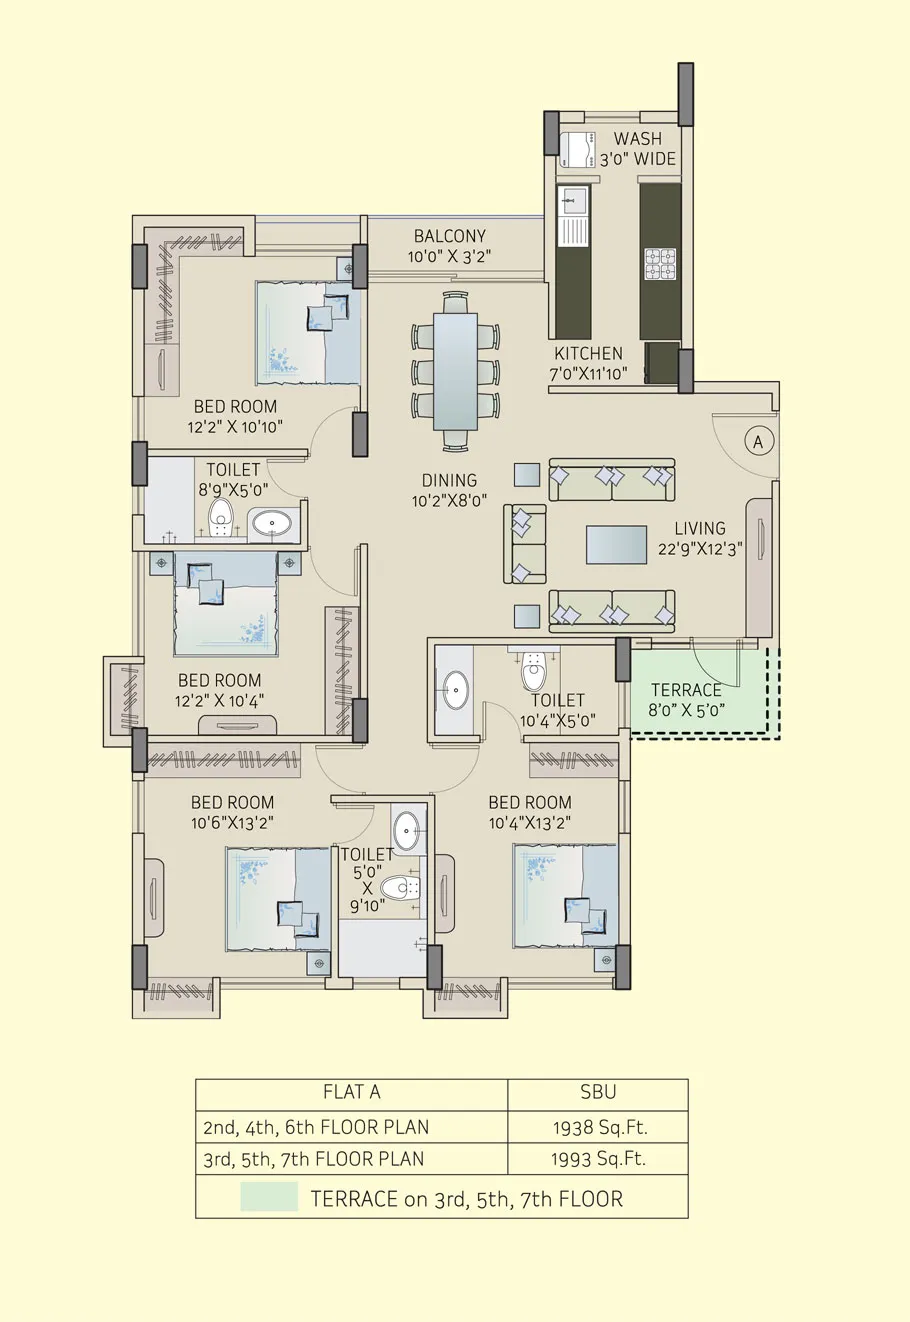 WASH
3'0" WIDE
BALCONY
10'0" X 3'2"
KITCHEN
7'0"X11'10"
BED ROOM
12'2" X 10'10"
A
TOILET
8'9"X5'0"
DINING
10'2"X8'0"
LIVING
22'9"X12'3"
BED ROOM
12'2" X 10'4"
TOILET
10'4"X5'0"
TERRACE
8'0" X 5'0"
BED ROOM
10'6"X13'2"
BED ROOM
10'4"X13'2"
TOILET
5'0"
X
9'10"
FLAT A SBU
2nd, 4th, 6th FLOOR PLAN 1938 Sq.Ft.
3rd, 5th, 7th FLOOR PLAN 1993 Sq.Ft.
TERRACE on 3rd, 5th, 7th FLOOR